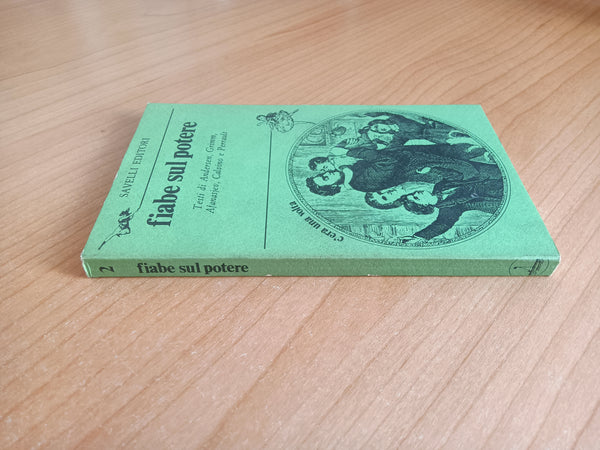 SAVELLI EDITORI
fiabe sul potere
Testi di Andersen, Grimm,
Afanasjev, Calvino e Perrault
c'era una volta
2
fiabe sul potere